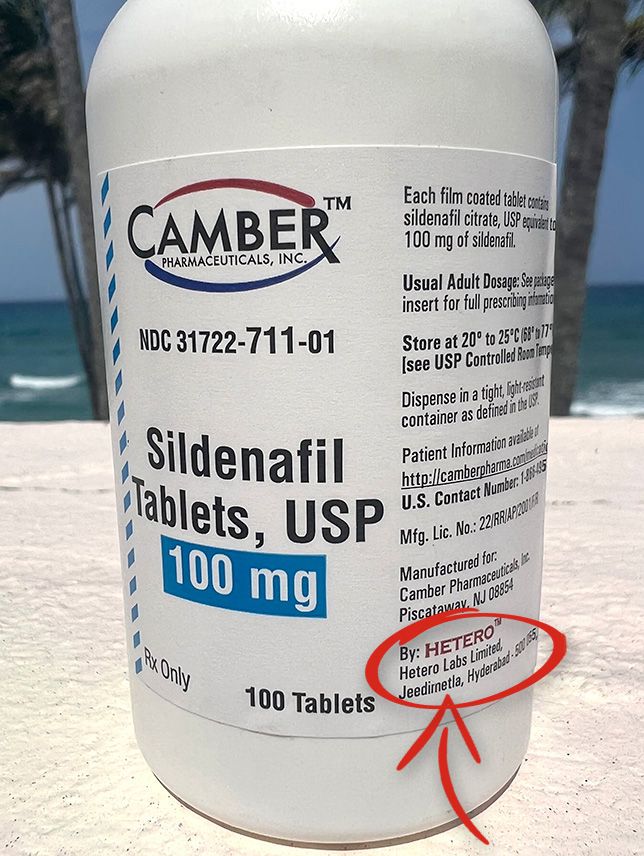 CAMBER™
PHARMACEUTICALS, INC.
NDC 31722-711-01
Sildenafil
Tablets, USP
100 mg
Rx Only
100 Tablets
Each film coated tablet contains
sildenafil citrate, USP equivalent to
100 mg of sildenafil.
Usual Adult Dosage: See package
insert for full prescribing information
Store at 20° to 25°C (68° to 77°
[see USP Controlled Room
Dispense in a tight, light-resistant
container as defined in the USP.
Patient Information available at
http://camberpharma.com/
U.S. Contact Number:
Mfg. Lic. No.: 22/RR/AP/2001/F/R
Manufactured for:
Camber Pharmaceuticals, Inc.
Piscataway, NJ 08854
By: HETERO™
Hetero Labs Limited,
Jeedimetla, Hyderabad - 500